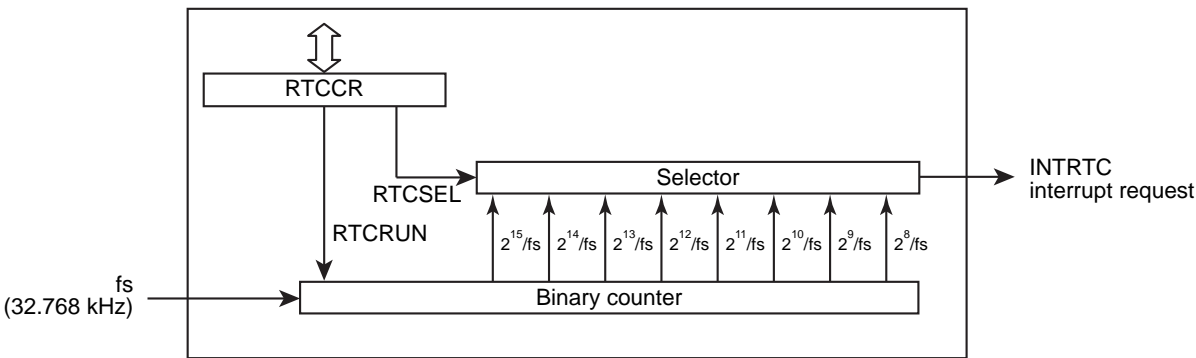 RTCCR
Selector
INTRTC
interrupt request
RTCSEL
RTCRUN
2^15/fs 2^14/fs 2^13/fs 2^12/fs 2^11/fs 2^10/fs 2^9/fs 2^8/fs
fs
(32.768 kHz)
Binary counter